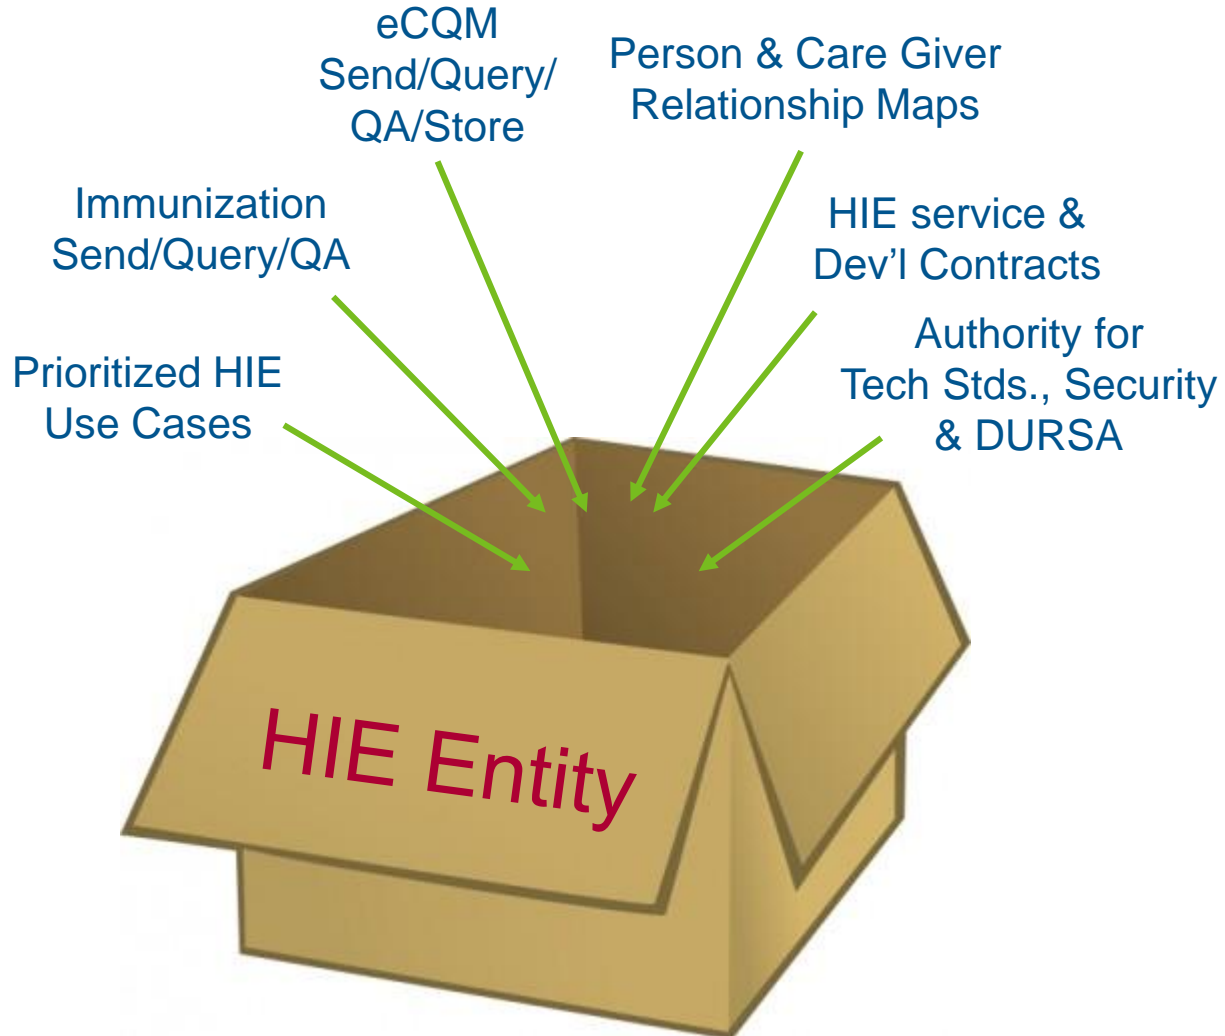 eCQM
Send/Query/
QA/Store
Person & Care Giver
Relationship Maps
Immunization
Send/Query/QA
HIE service &
Dev’l Contracts
Prioritized HIE
Use Cases
Authority for
Tech Stds., Security
& DURSA
HIE Entity